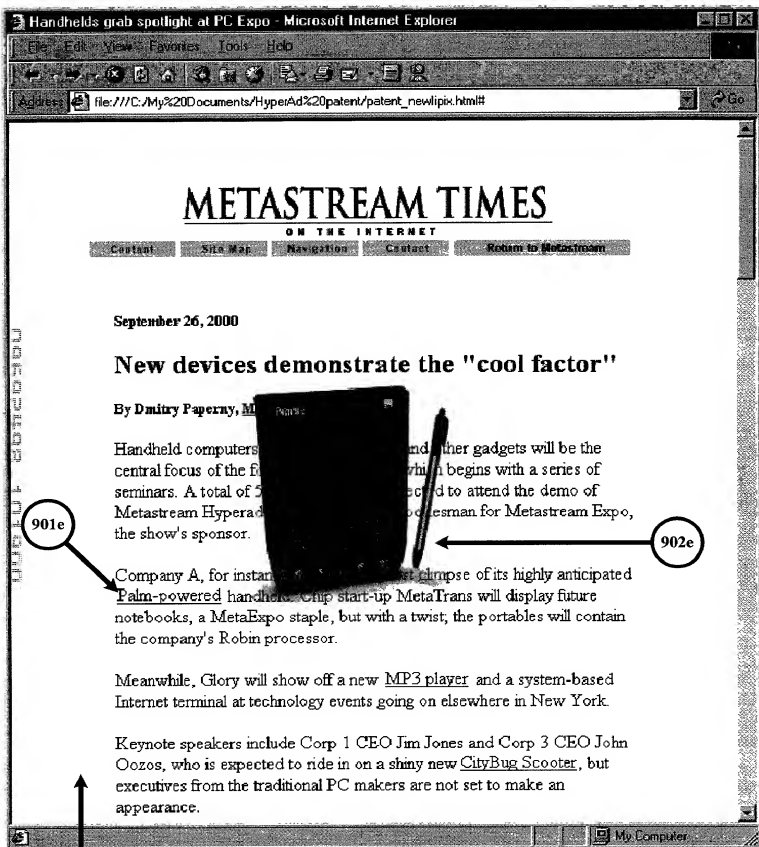 Handhelds grab spotlight at PC Expo - Microsoft Internet Explorer
File Edit View Favorites Tools Help
Address file:///C:/My%20Documents/HyperAd%20patent/patent_newlipix.html# Go
METASTREAM TIMES
ON THE INTERNET
Content Site Map Navigation Contact Return to Metastream
September 26, 2000
New devices demonstrate the "cool factor"
By Dmitry Paperny, M
Handheld computers and other gadgets will be the
central focus of the f which begins with a series of
seminars. A total of 5 to attend the demo of
Metastream Hyperad esman for Metastream Expo,
the show's sponsor.
901e
902e
Company A, for instan glimpse of its highly anticipated
Palm-powered handheld. Chip start-up MetaTrans will display future
notebooks, a MetaExpo staple, but with a twist; the portables will contain
the company's Robin processor.
Meanwhile, Glory will show off a new MP3 player and a system-based
Internet terminal at technology events going on elsewhere in New York.
Keynote speakers include Corp 1 CEO Jim Jones and Corp 3 CEO John
Oozos, who is expected to ride in on a shiny new CityBug Scooter, but
executives from the traditional PC makers are not set to make an
appearance.
My Computer